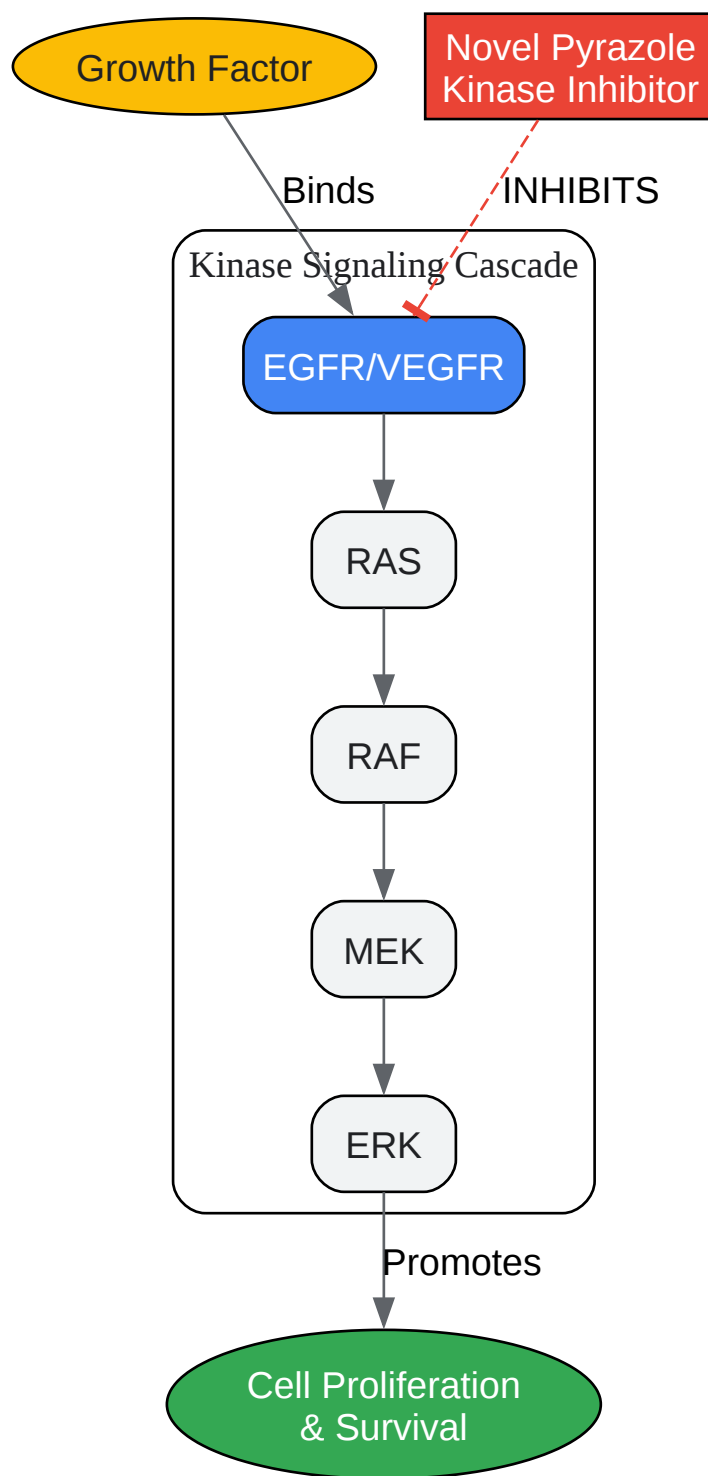 Growth Factor
Novel Pyrazole
Kinase Inhibitor
Binds
INHIBITS
Kinase Signaling Cascade
EGFR/VEGFR
RAS
RAF
MEK
ERK
Promotes
Cell Proliferation
& Survival